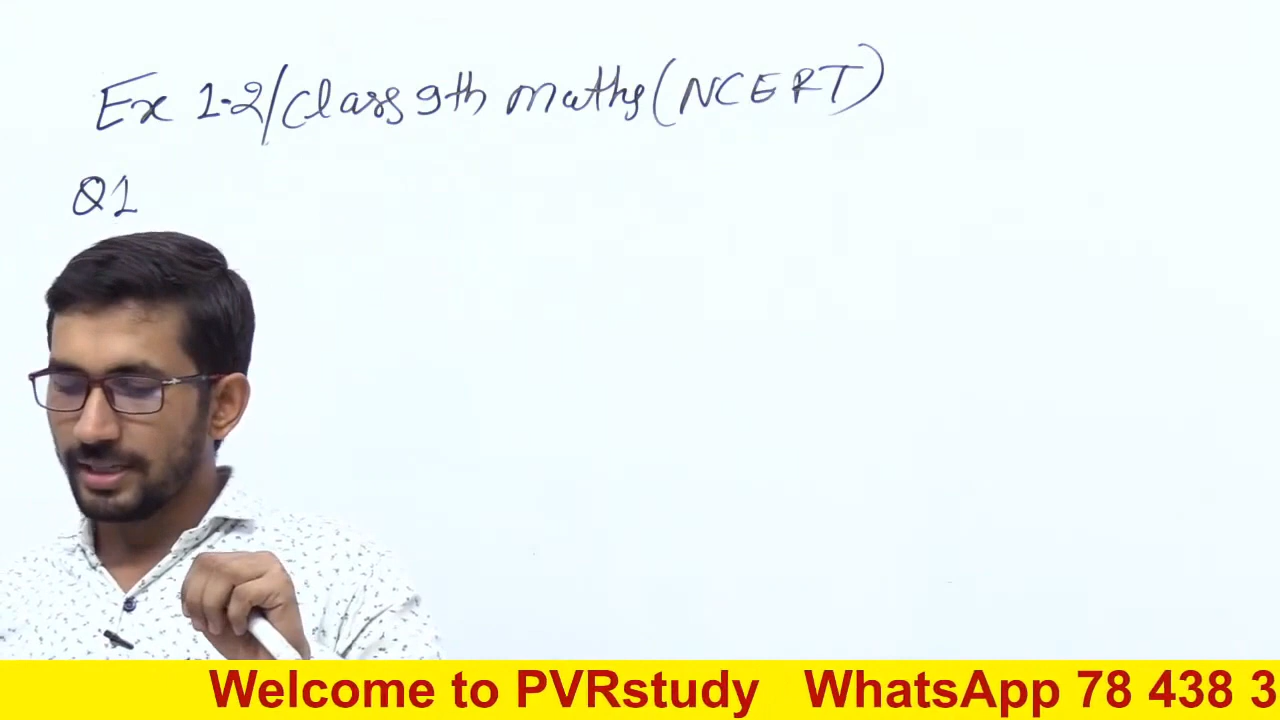 Ex 1.2/Class 9th maths (NCERT)
Q1
Welcome to PVRstudy WhatsApp 78 438 3